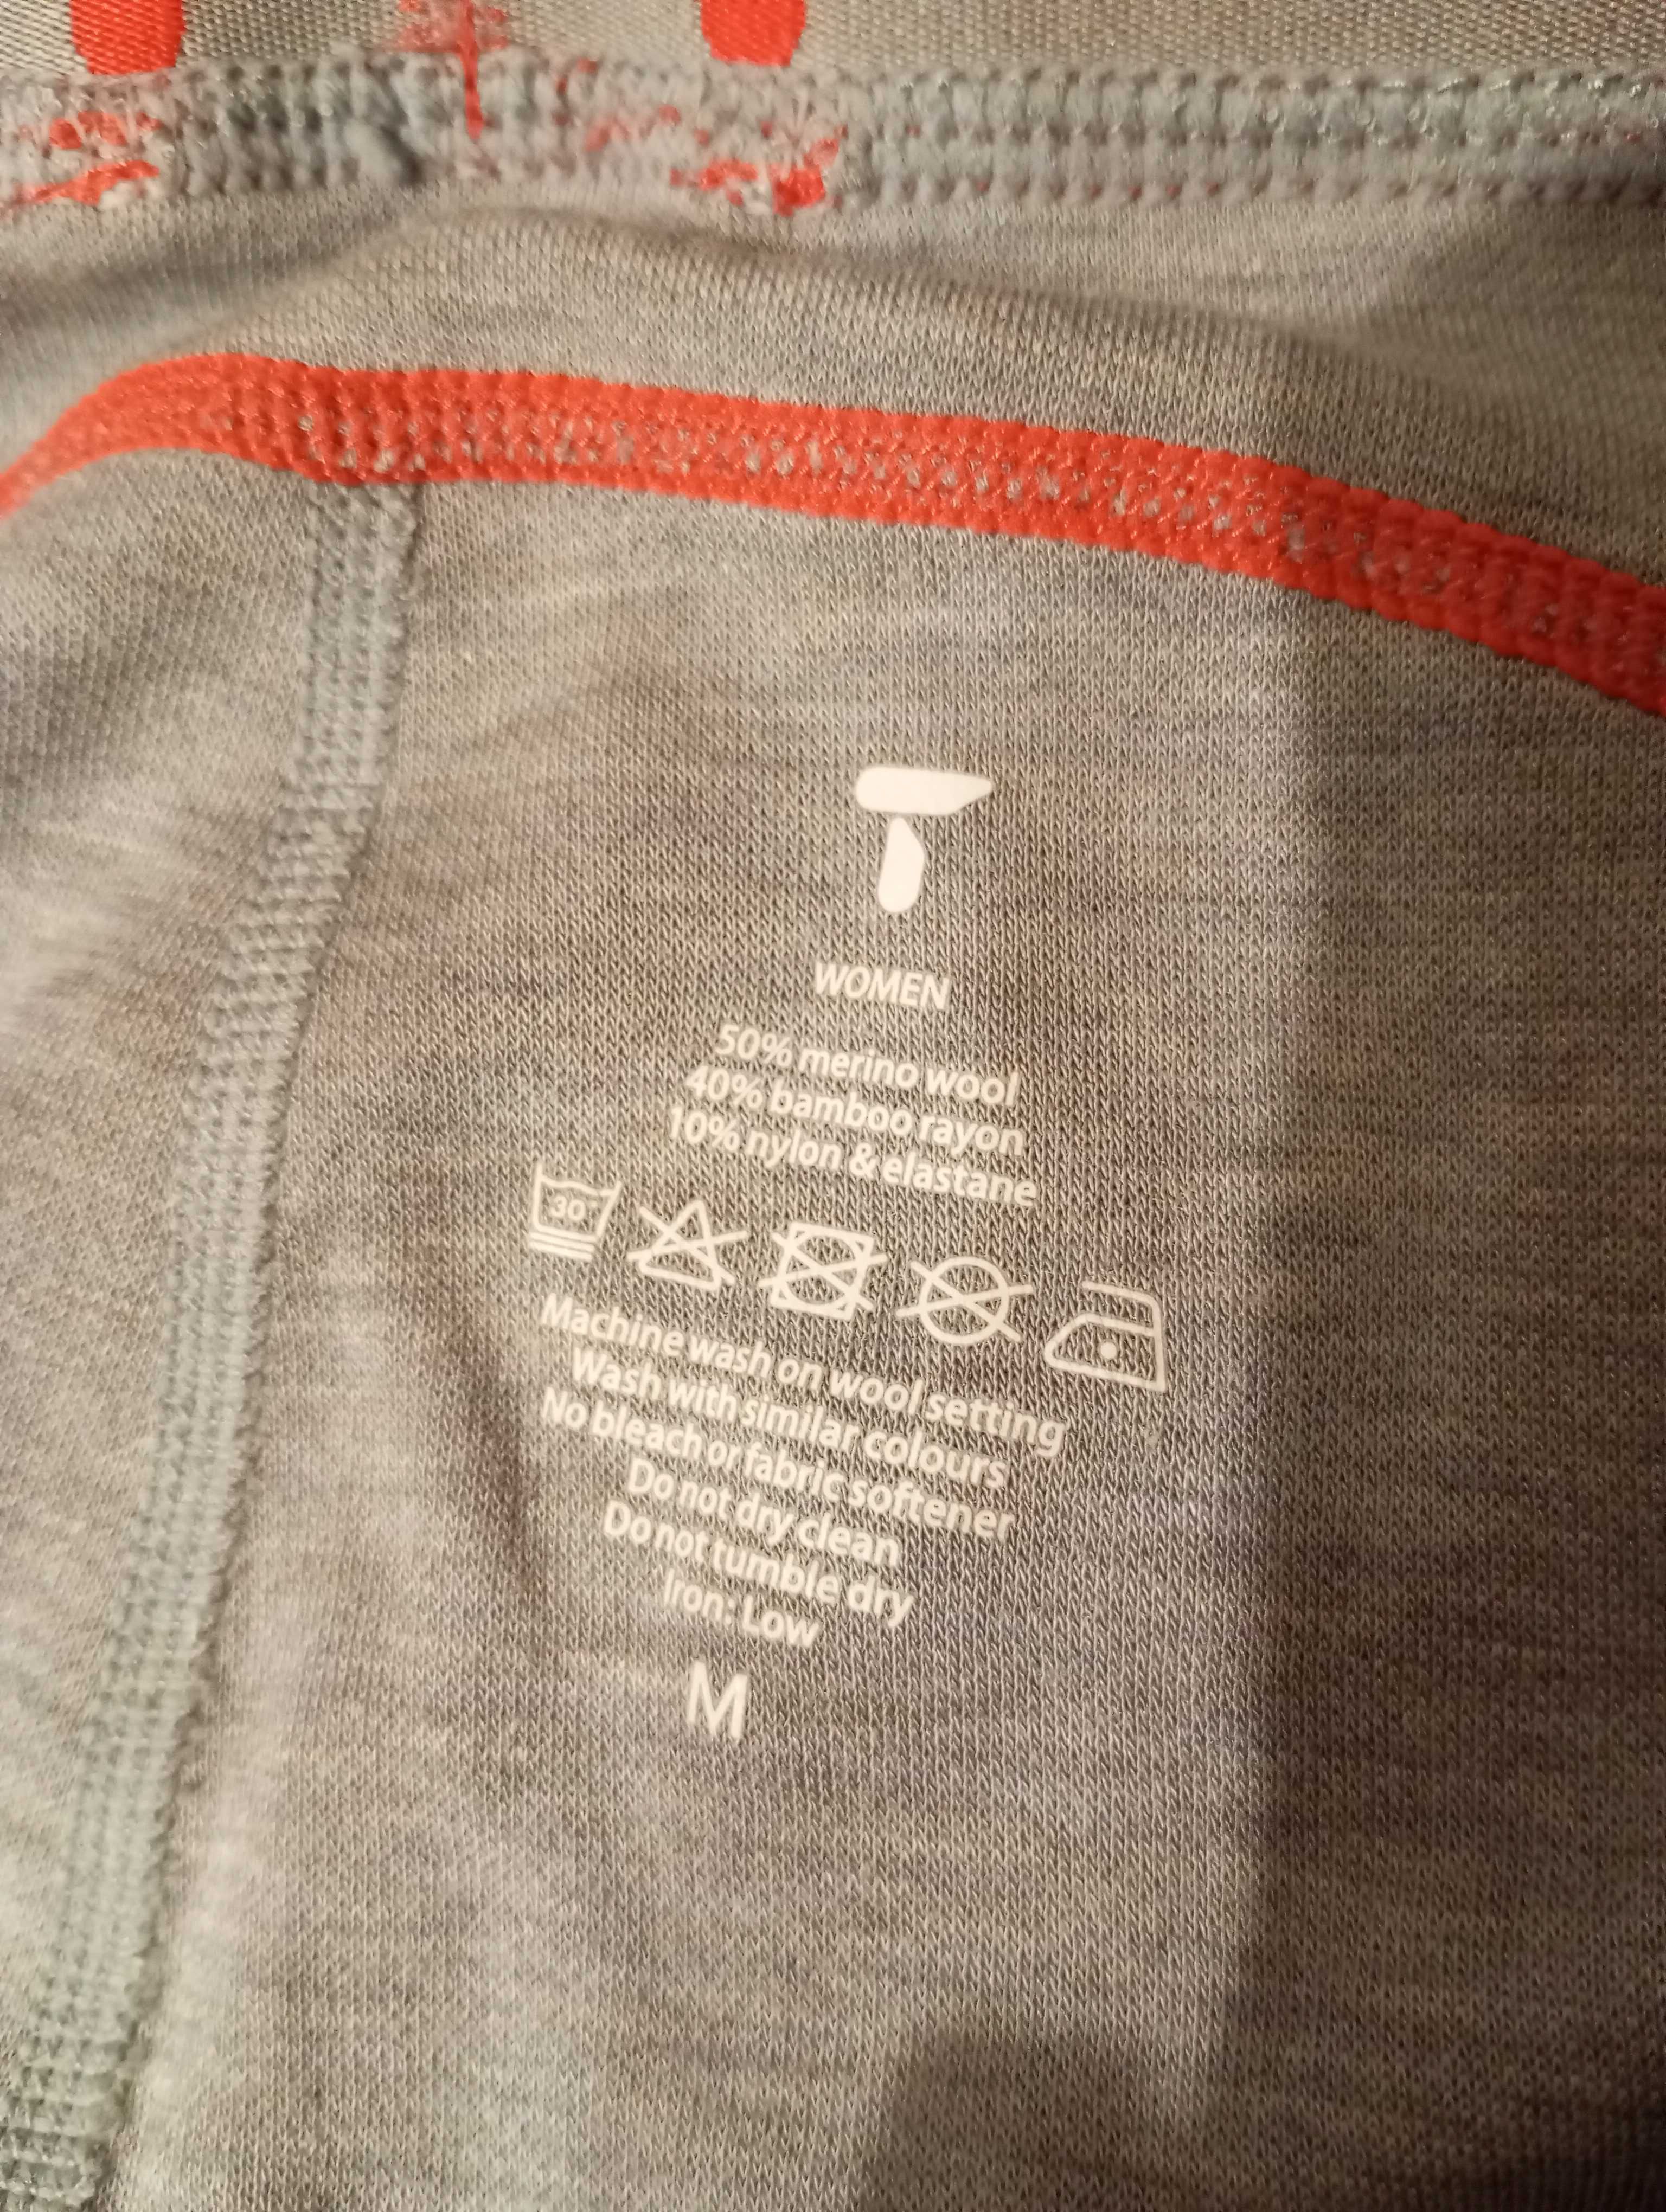 WOMEN
50% merino wool
40% bamboo rayon
10% nylon & elastane
30°
Machine wash on wool setting
Wash with similar colours
No bleach or fabric softener
Do not dry clean
Do not tumble dry
Iron: Low
M